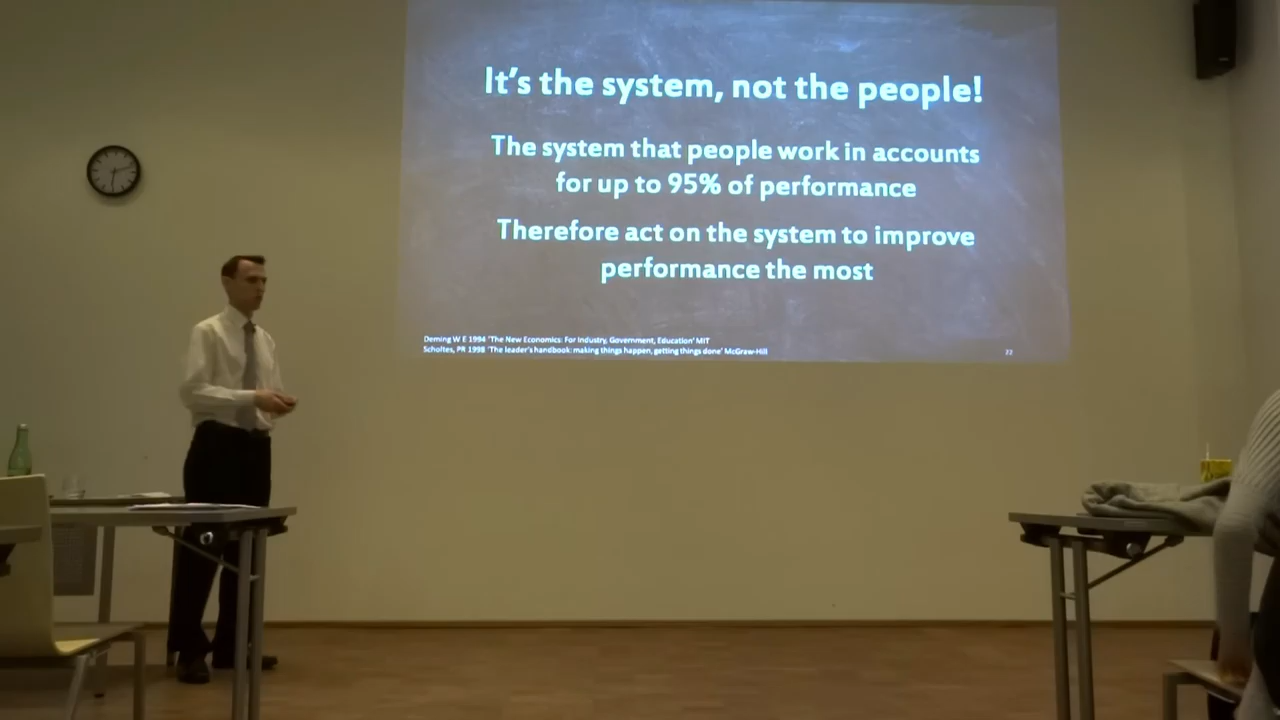 It's the system, not the people!
The system that people work in accounts
for up to 95% of performance
Therefore act on the system to improve
performance the most
Deming W E 1994 'The New Economics: For Industry, Government, Education' MIT
Scholtes, PR 1998 'The leader's handbook: making things happen, getting things done' McGraw-Hill